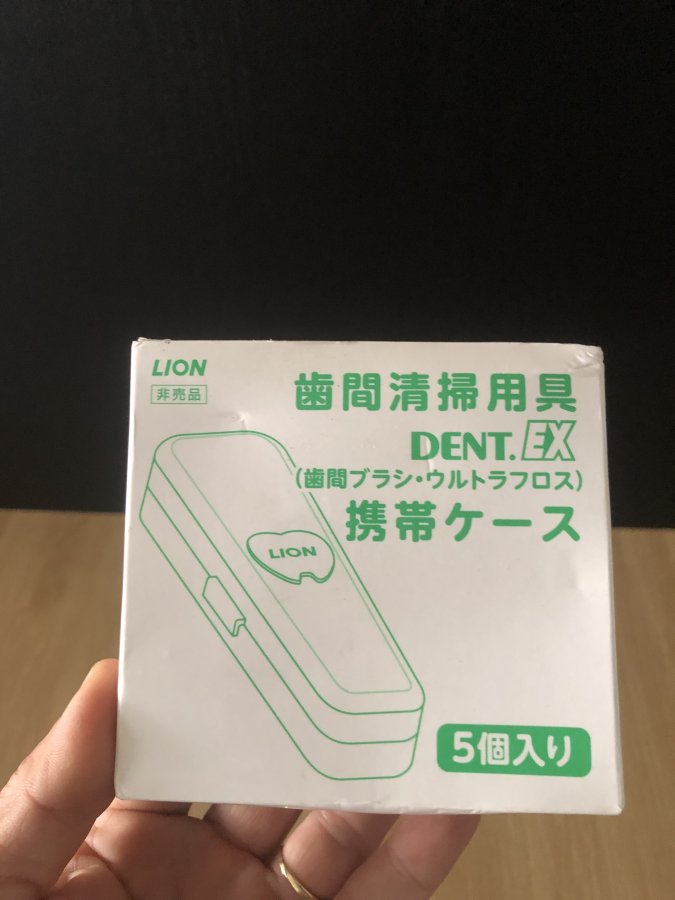 LION
非売品
歯間清掃用具
DENT.EX
(歯間ブラシ・ウルトラフロス)
携帯ケース
LION
5個入り